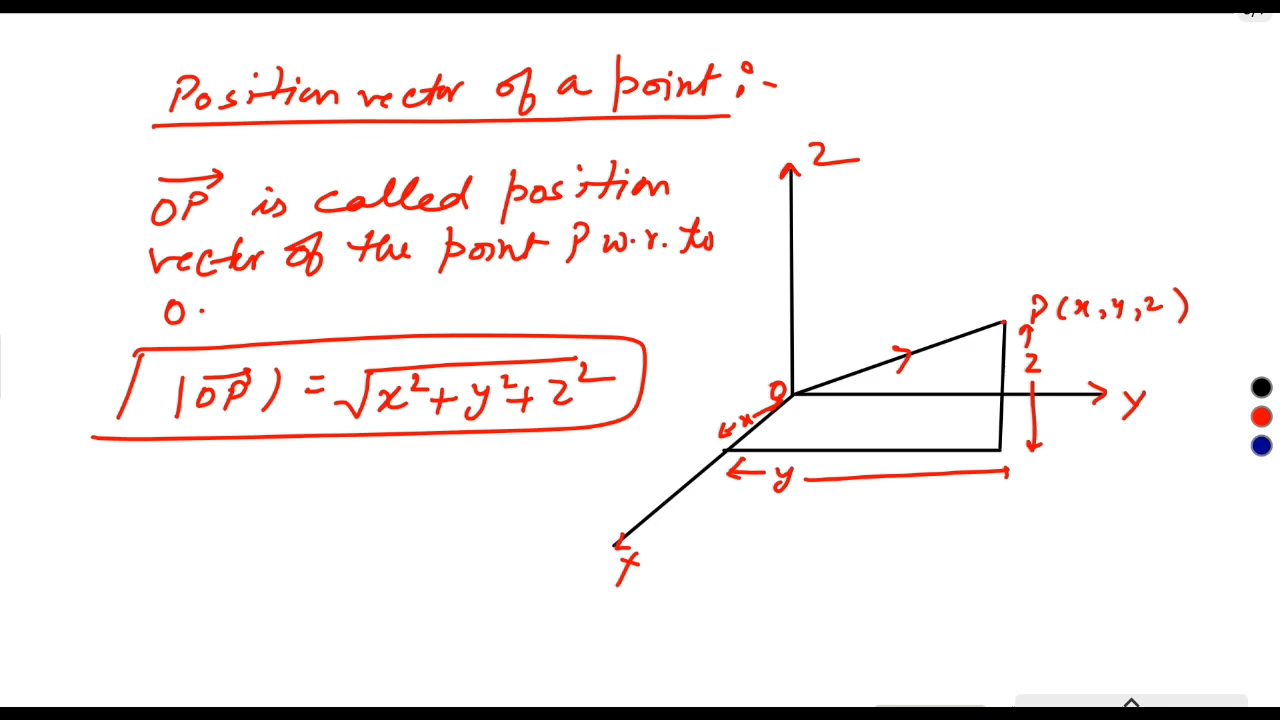 Position vector of a point :-
OP is called position
vector of the point P w.r. to
O.
|OP| = √x²+y²+z²
Z
P(x,y,z)
z
O
Y
x
y
X